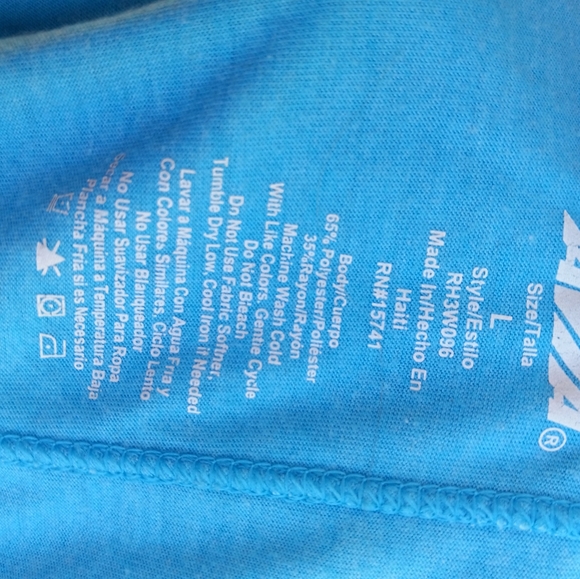 ®
Size/Talla
L
Style/Estilo
RH3W096
Made In/Hecho En
Haiti
RN#15741
Body/Cuerpo
65% Polyester/Poliéster
35%Rayon/Rayón
Machine Wash Cold
With Like Colors, Gentle Cycle
Do Not Bleach
Do Not Use Fabric Softner,
Tumble Dry Low, Cool Iron if Needed
Lavar a Máquina Con Agua Fria y
Con Colores Similares, Ciclo Lento
No Usar Blanqueador
No Usar Suavizador Para Ropa
Secar a Máquina a Temperatura Baja
Plancha Fria si es Necesario